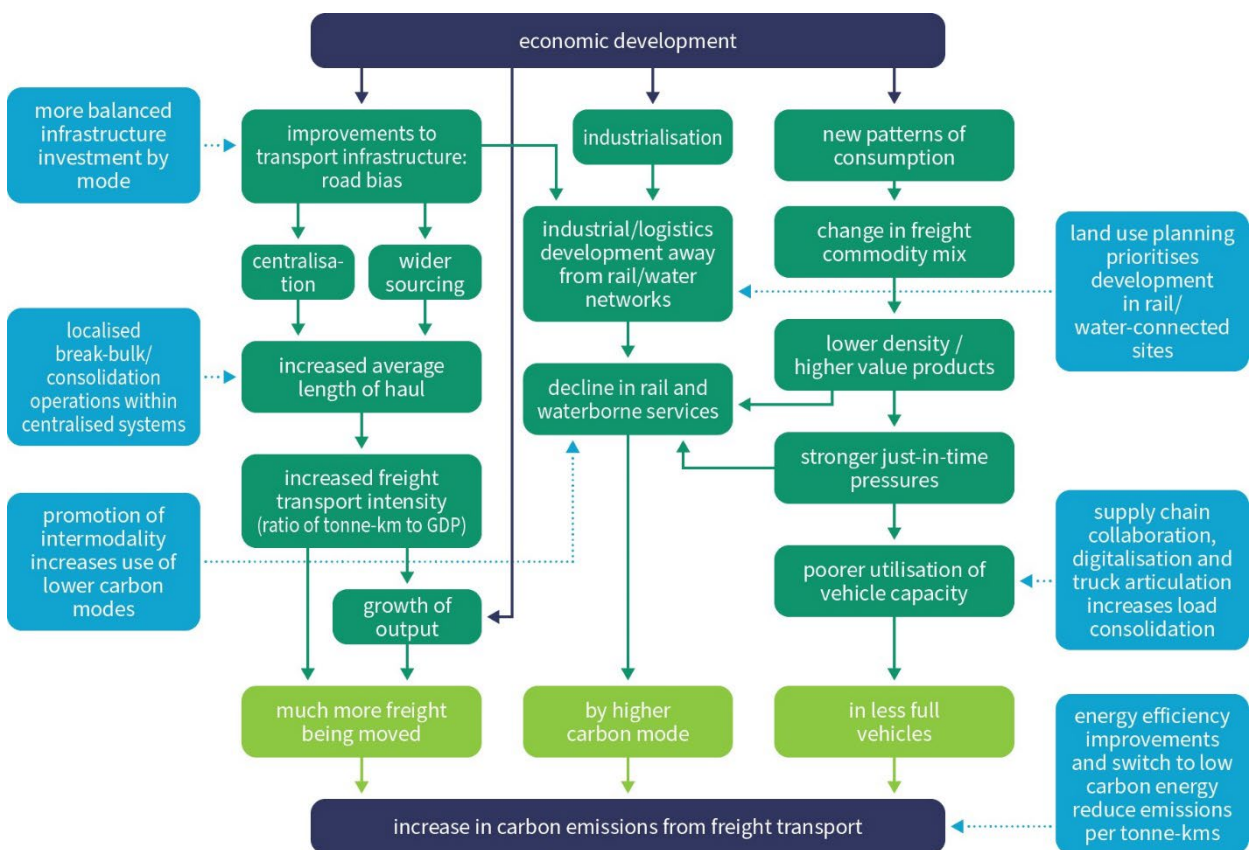 economic development
more balanced
infrastructure
investment by
mode
improvements to
transport infrastructure:
road bias
industrialisation
new patterns of
consumption
centralisa-
tion
wider
sourcing
industrial/logistics
development away
from rail/water
networks
change in freight
commodity mix
land use planning
prioritises
development
in rail/
water-connected
sites
localised
break-bulk/
consolidation
operations within
centralised systems
increased average
length of haul
decline in rail and
waterborne services
lower density /
higher value products
increased freight
transport intensity
(ratio of tonne-km to GDP)
stronger just-in-time
pressures
promotion of
intermodality
increases use of
lower carbon
modes
growth of
output
poorer utilisation of
vehicle capacity
supply chain
collaboration,
digitalisation and
truck articulation
increases load
consolidation
much more freight
being moved
by higher
carbon mode
in less full
vehicles
energy efficiency
improvements
and switch to low
carbon energy
reduce emissions
per tonne-kms
increase in carbon emissions from freight transport